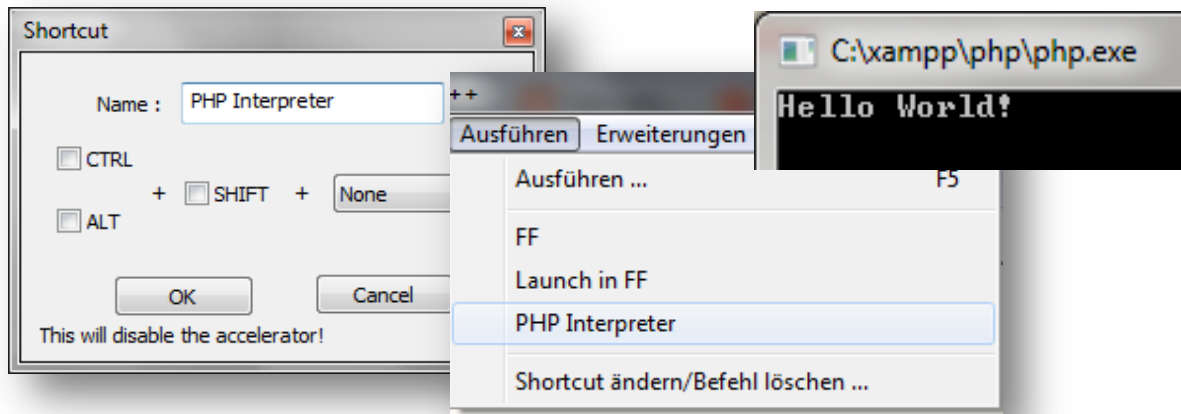 Shortcut
Name : PHP Interpreter
CTRL
+ SHIFT + None
ALT
OK Cancel
This will disable the accelerator!
++
Ausführen Erweiterungen
Ausführen ... F5
FF
Launch in FF
PHP Interpreter
Shortcut ändern/Befehl löschen ...
C:\xampp\php\php.exe
Hello World!